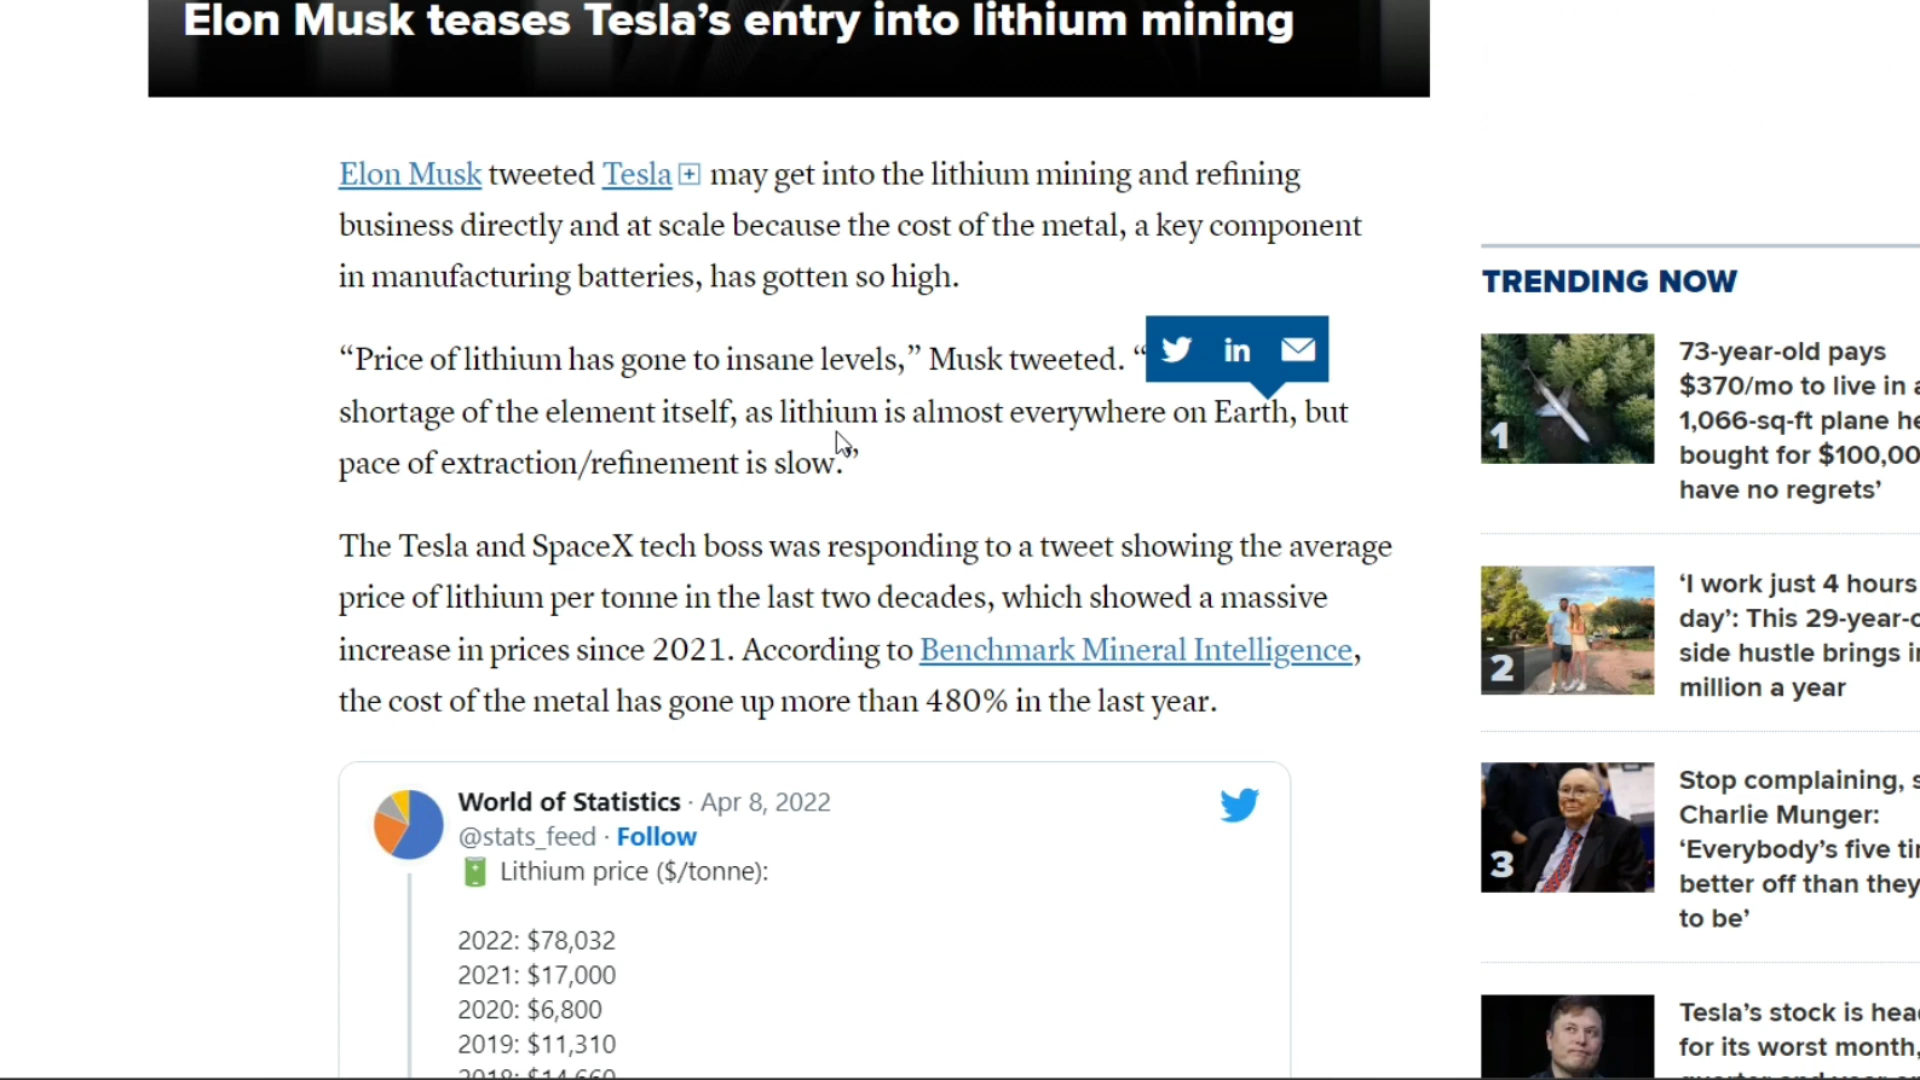 Elon Musk teases Tesla’s entry into lithium mining
Elon Musk tweeted Tesla may get into the lithium mining and refining
business directly and at scale because the cost of the metal, a key component
in manufacturing batteries, has gotten so high.
“Price of lithium has gone to insane levels,” Musk tweeted. “
shortage of the element itself, as lithium is almost everywhere on Earth, but
pace of extraction/refinement is slow.”
The Tesla and SpaceX tech boss was responding to a tweet showing the average
price of lithium per tonne in the last two decades, which showed a massive
increase in prices since 2021. According to Benchmark Mineral Intelligence,
the cost of the metal has gone up more than 480% in the last year.
World of Statistics · Apr 8, 2022
@stats_feed · Follow
Lithium price ($/tonne):
2022: $78,032
2021: $17,000
2020: $6,800
2019: $11,310
2018: $14,660
TRENDING NOW
1
73-year-old pays
$370/mo to live in a
1,066-sq-ft plane he
bought for $100,00
have no regrets’
2
‘I work just 4 hours
day’: This 29-year-o
side hustle brings i
million a year
3
Stop complaining, s
Charlie Munger:
‘Everybody’s five ti
better off than they
to be’
Tesla’s stock is hea
for its worst month,